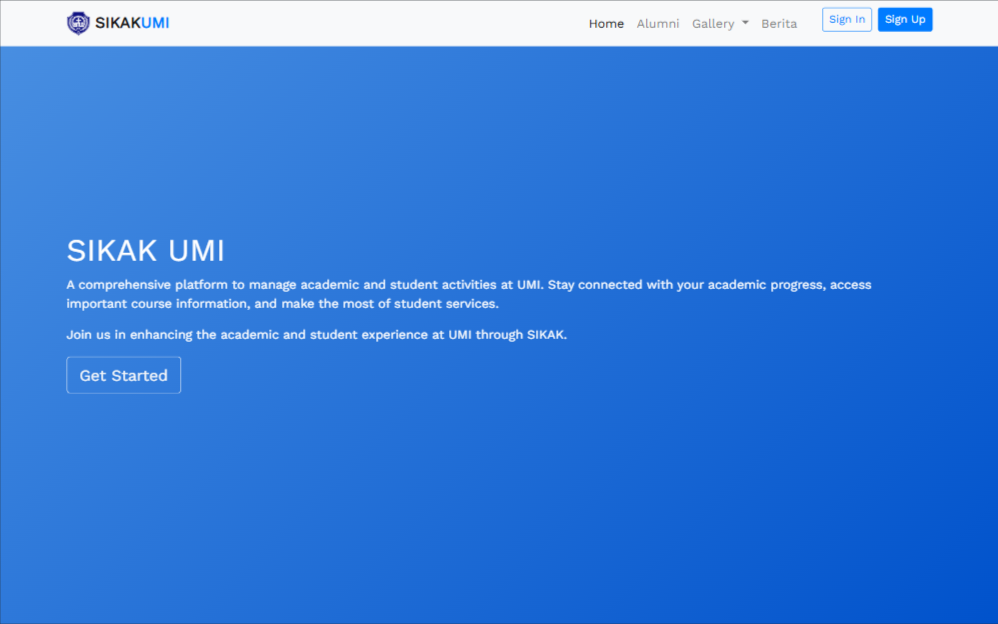 SIKAKUMI
Home Alumni Gallery Berita Sign In Sign Up
SIKAK UMI
A comprehensive platform to manage academic and student activities at UMI. Stay connected with your academic progress, access
important course information, and make the most of student services.
Join us in enhancing the academic and student experience at UMI through SIKAK.
Get Started